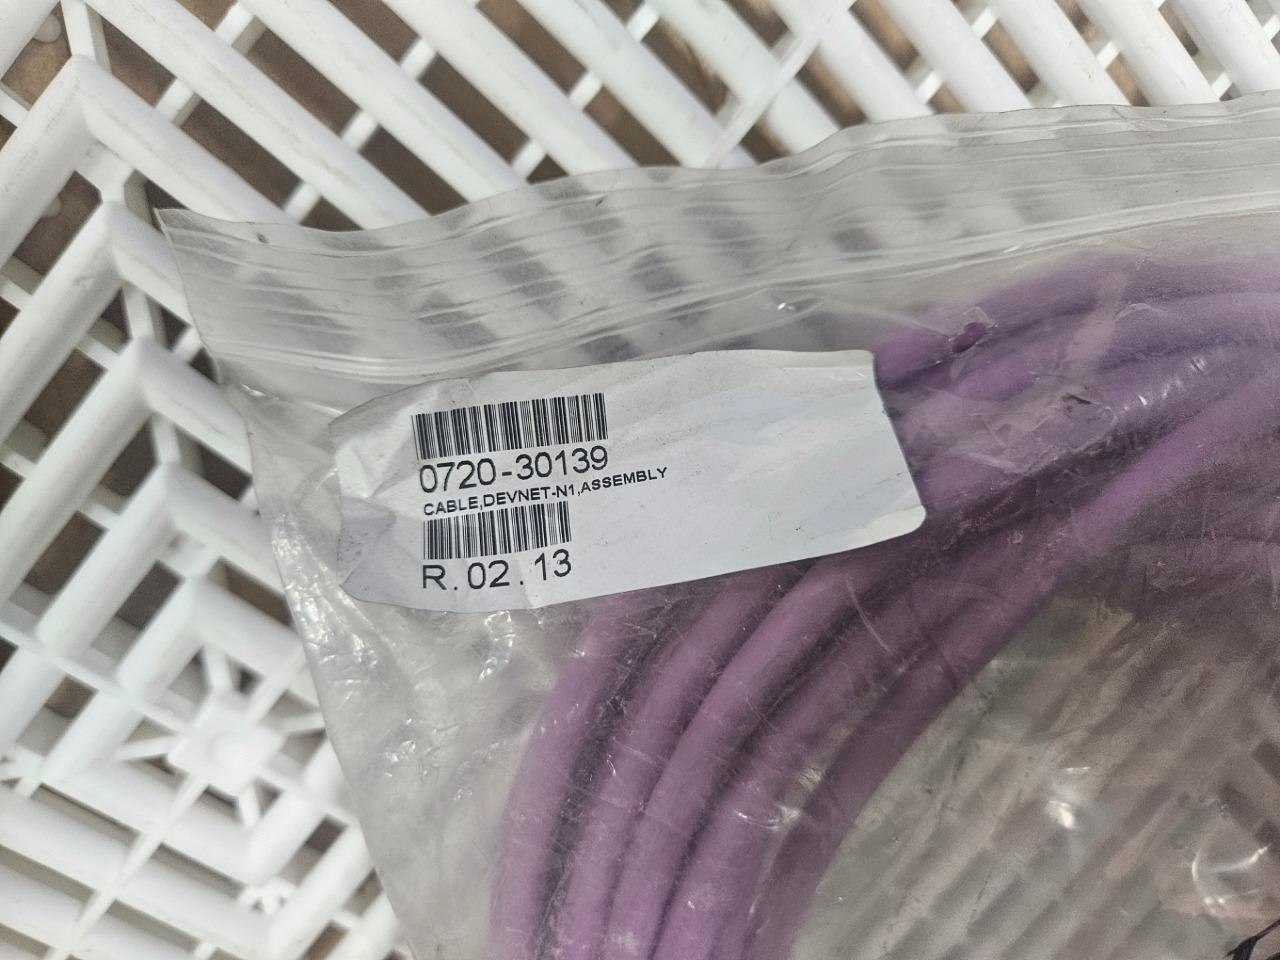 0720-30139
CABLE,DEVNET-N1,ASSEMBLY
R.02.13